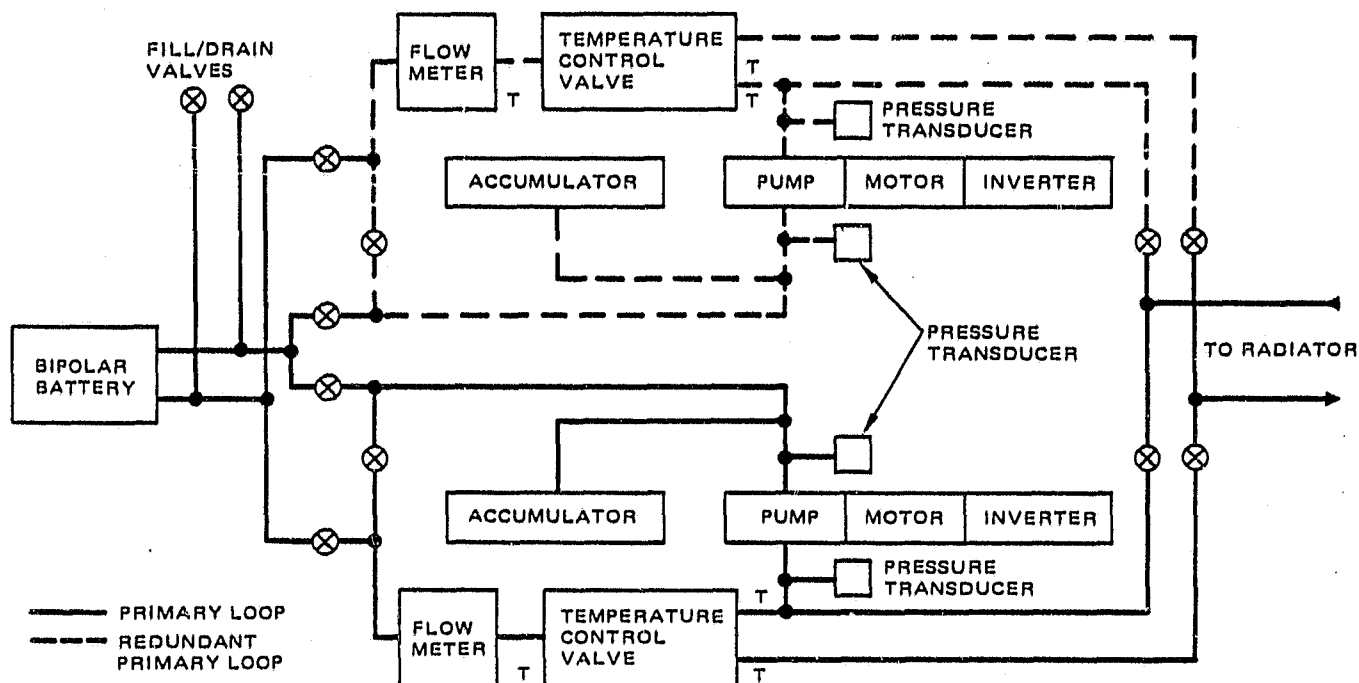 FILL/DRAIN
VALVES
FLOW
METER
T
TEMPERATURE
CONTROL
VALVE
T
T
PRESSURE
TRANSDUCER
ACCUMULATOR
PUMP
MOTOR
INVERTER
BIPOLAR
BATTERY
PRESSURE
TRANSDUCER
TO RADIATOR
ACCUMULATOR
PUMP
MOTOR
INVERTER
PRESSURE
TRANSDUCER
PRIMARY LOOP
REDUNDANT
PRIMARY LOOP
FLOW
METER
T
TEMPERATURE
CONTROL
VALVE
T
T